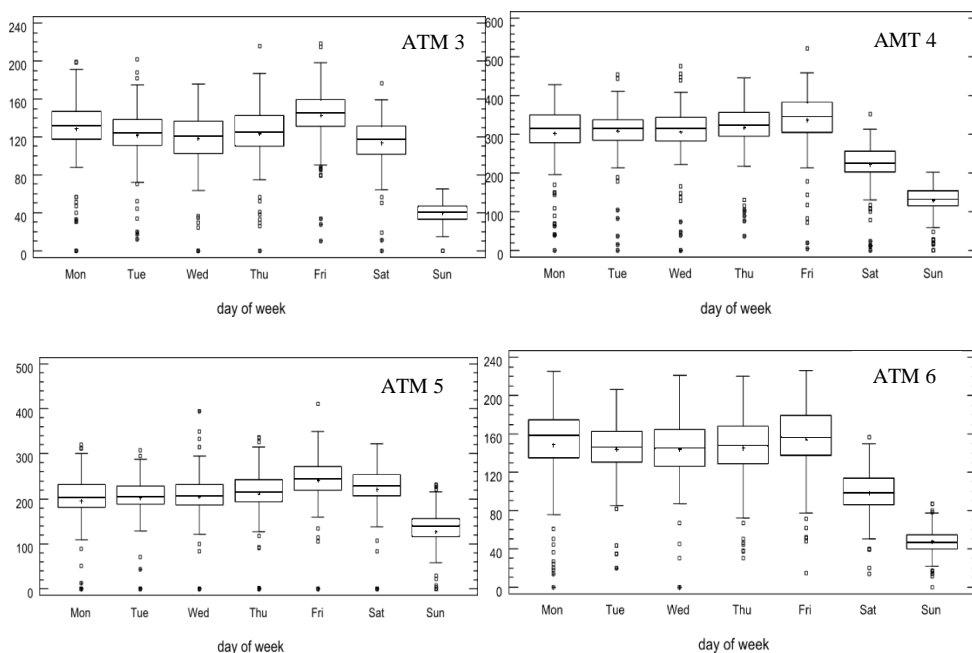 ATM 3
240
200
160
120
80
40
0
Mon Tue Wed Thu Fri Sat Sun
day of week
AMT 4
600
500
400
300
200
100
0
Mon Tue Wed Thu Fri Sat Sun
day of week
ATM 5
500
400
300
200
100
0
Mon Tue Wed Thu Fri Sat Sun
day of week
ATM 6
240
200
160
120
80
40
0
Mon Tue Wed Thu Fri Sat Sun
day of week